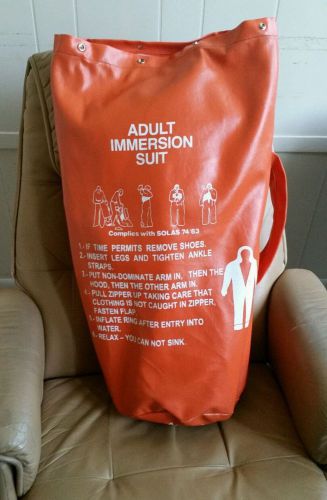 ADULT
IMMERSION
SUIT
Complies with SOLAS 74/83
1- IF TIME PERMITS REMOVE SHOES.
2- INSERT LEGS AND TIGHTEN ANKLE
STRAPS.
3- PUT NON-DOMINATE ARM IN, THEN THE
HOOD, THEN THE OTHER ARM.
4- PULL ZIPPER UP TAKING CARE THAT
CLOTHING IS NOT CAUGHT IN ZIPPER,
FASTEN FLAP.
5- INFLATE RING AFTER ENTRY INTO
WATER.
6- RELAX - YOU CAN NOT SINK.